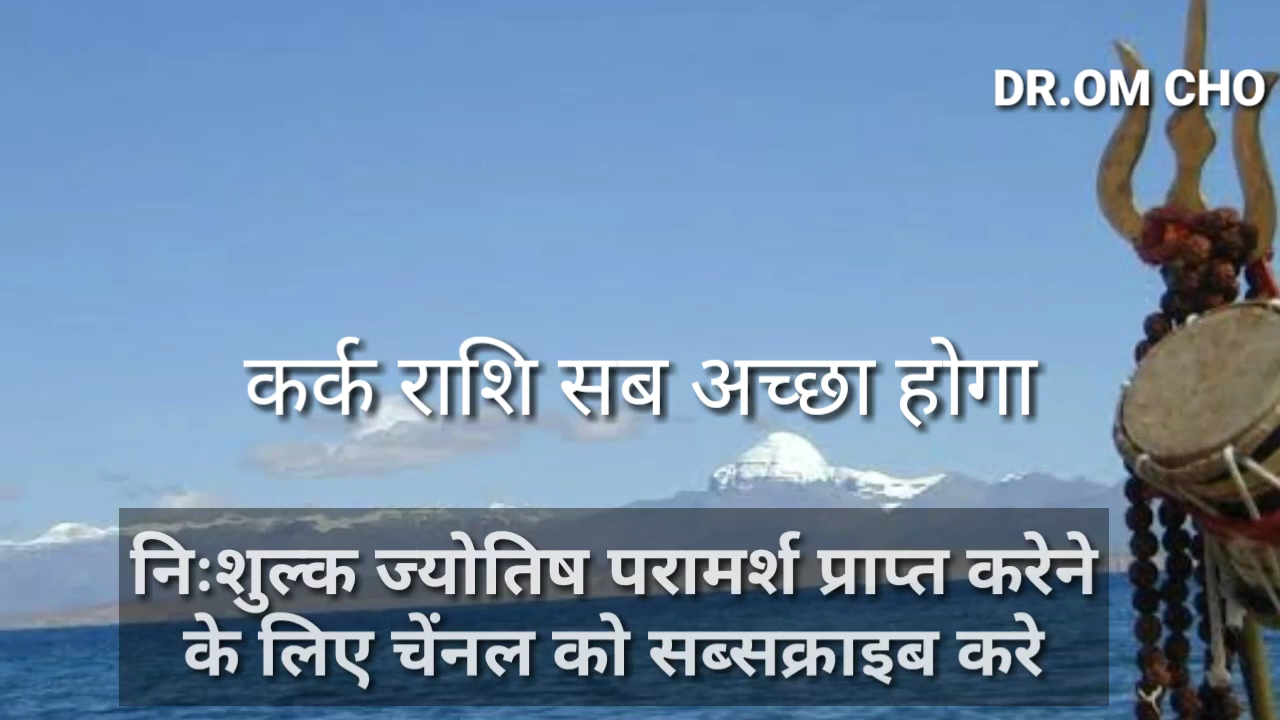 DR.OM CHO
कर्क राशि सब अच्छा होगा
निःशुल्क ज्योतिष परामर्श प्राप्त करेने
के लिए चेंनल को सब्सक्राइब करे